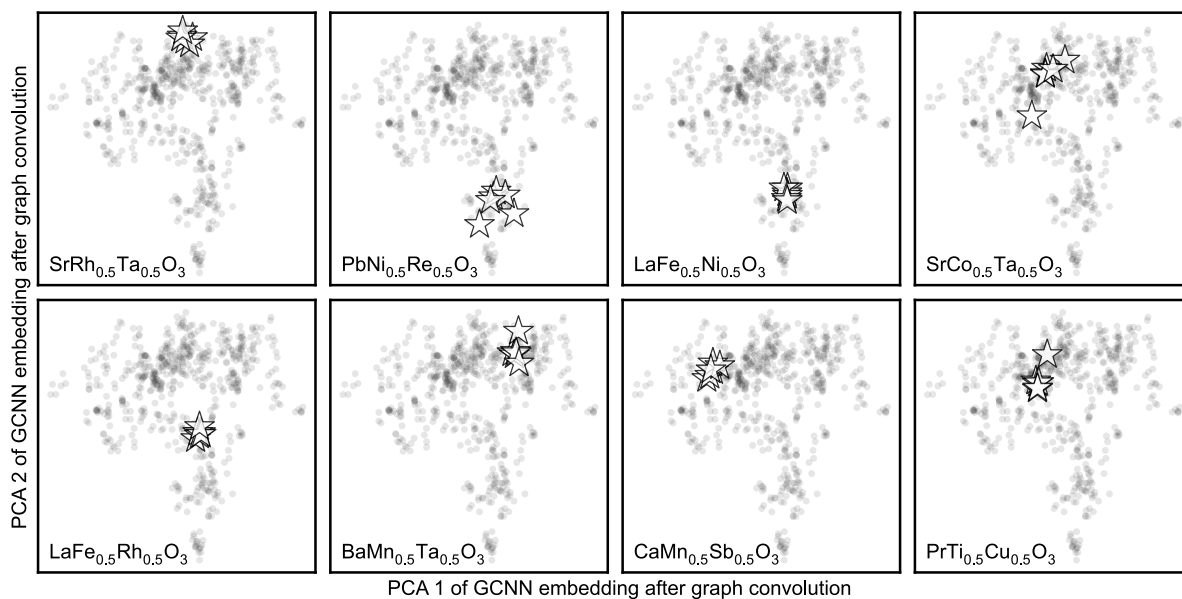 PCA 2 of GCNN embedding after graph convolution
SrRh0.5Ta0.5O3
PbNi0.5Re0.5O3
LaFe0.5Ni0.5O3
SrCo0.5Ta0.5O3
LaFe0.5Rh0.5O3
BaMn0.5Ta0.5O3
CaMn0.5Sb0.5O3
PrTi0.5Cu0.5O3
PCA 1 of GCNN embedding after graph convolution